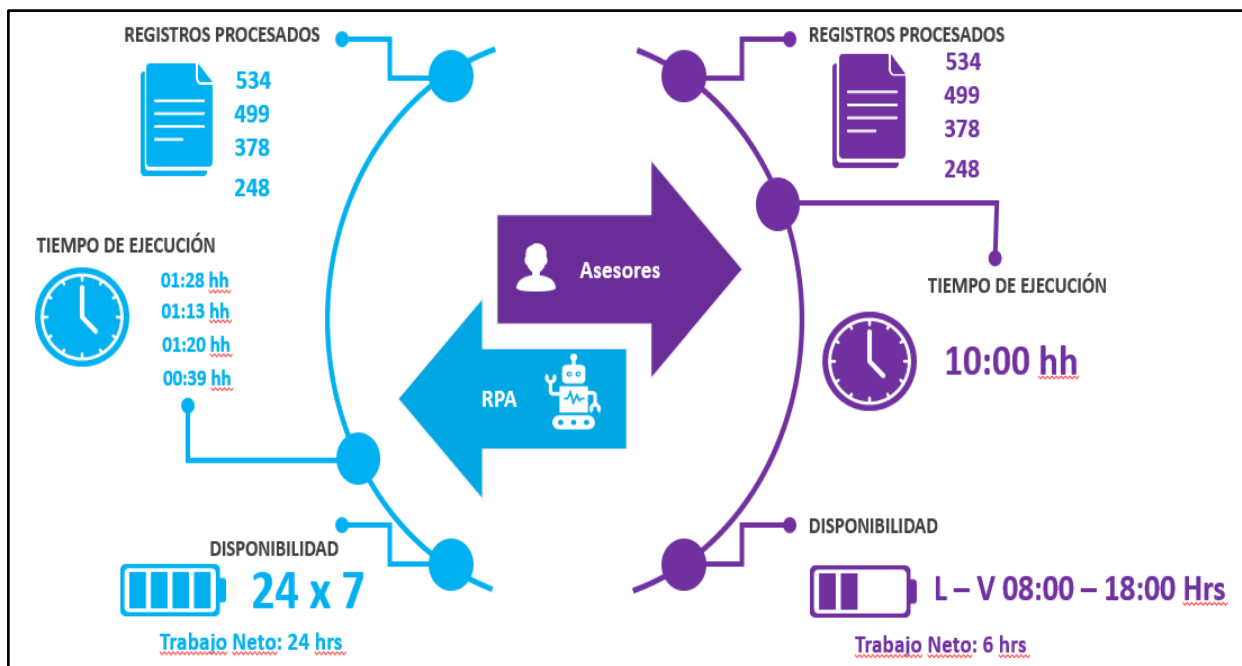 REGISTROS PROCESADOS
534
499
378
248
TIEMPO DE EJECUCIÓN
01:28 hh
01:13 hh
01:20 hh
00:39 hh
DISPONIBILIDAD
24 x 7
Trabajo Neto: 24 hrs
Asesores
RPA
REGISTROS PROCESADOS
534
499
378
248
TIEMPO DE EJECUCIÓN
10:00 hh
DISPONIBILIDAD
L – V 08:00 – 18:00 Hrs
Trabajo Neto: 6 hrs